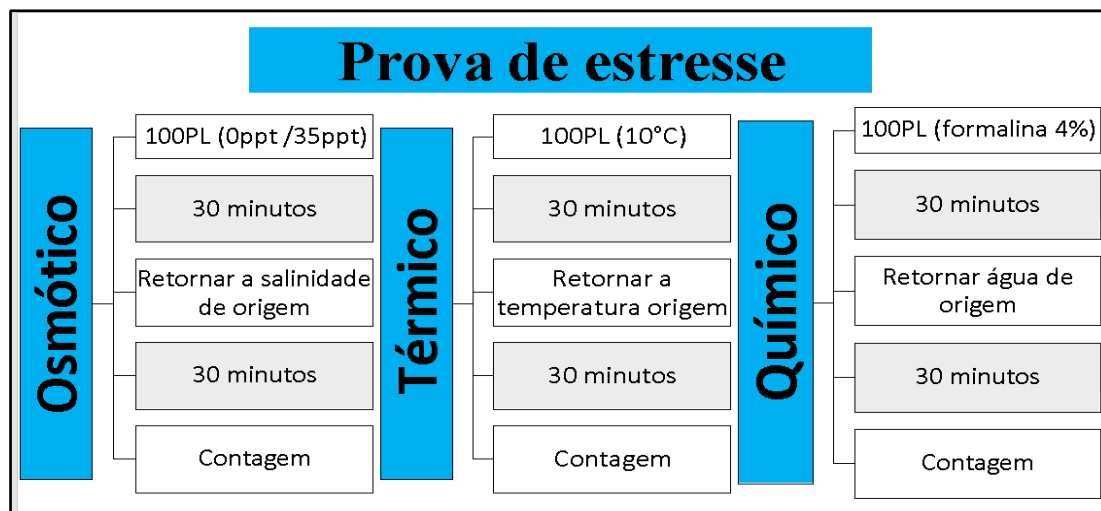 Prova de estresse
Osmótico
100PL (0ppt /35ppt)
30 minutos
Retornar a salinidade
de origem
30 minutos
Contagem
Térmico
100PL (10°C)
30 minutos
Retornar a
temperatura origem
30 minutos
Contagem
Químico
100PL (formalina 4%)
30 minutos
Retornar água de
origem
30 minutos
Contagem